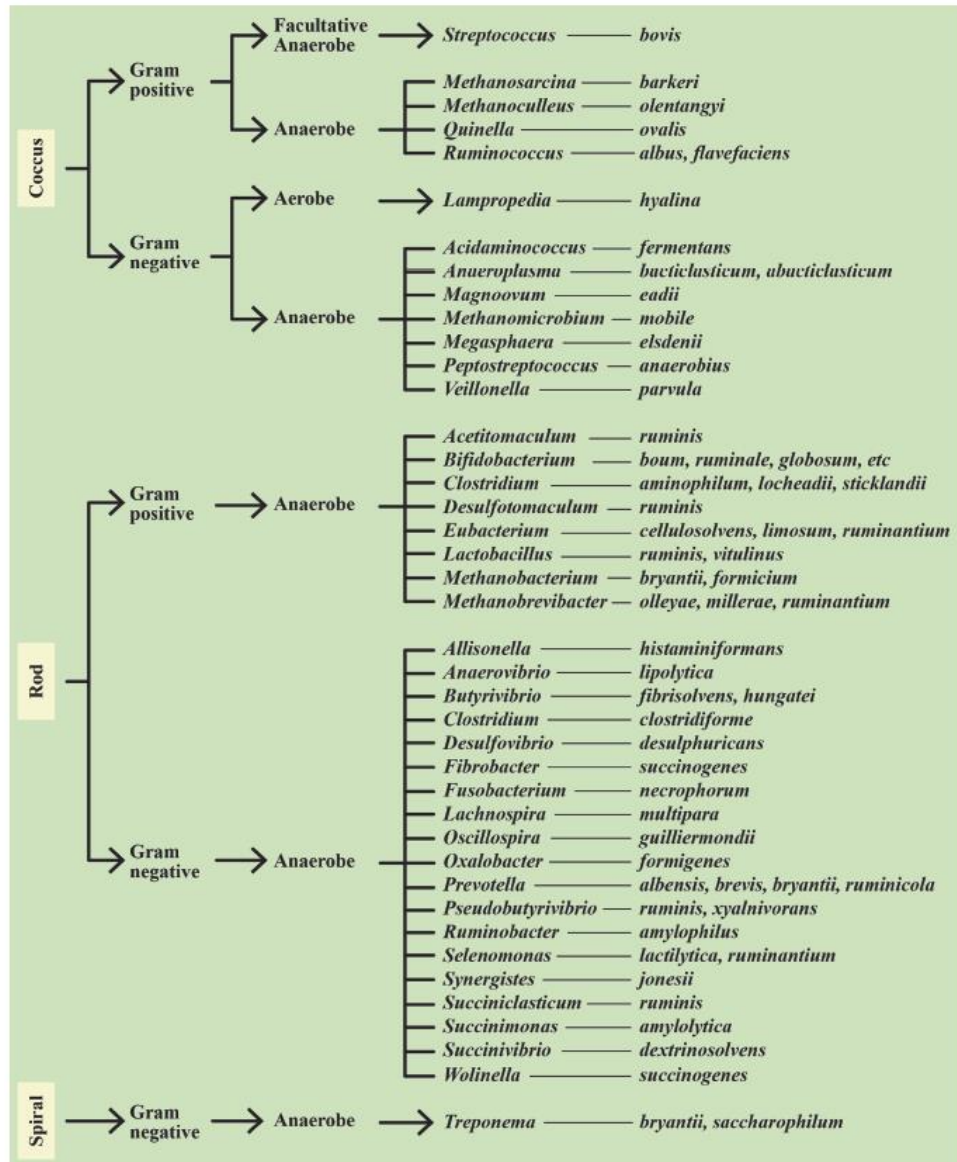 Coccus
Gram positive
Facultative Anaerobe
Streptococcus bovis
Anaerobe
Methanosarcina barkeri
Methanoculleus olentangyi
Quinella ovalis
Ruminococcus albus, flavefaciens
Gram negative
Aerobe
Lampropedia hyalina
Anaerobe
Acidaminococcus fermentans
Anaeroplasma bacticlasticum, abacticlasticum
Magnoovum eadii
Methanomicrobium mobile
Megasphaera elsdenii
Peptostreptococcus anaerobius
Veillonella parvula
Rod
Gram positive
Anaerobe
Acetitomaculum ruminis
Bifidobacterium boum, ruminale, globosum, etc
Clostridium aminophilum, locheadii, sticklandii
Desulfotomaculum ruminis
Eubacterium cellulosolvens, limosum, ruminantium
Lactobacillus ruminis, vitulinus
Methanobacterium bryantii, formicium
Methanobrevibacter olleyae, millerae, ruminantium
Gram negative
Anaerobe
Allisonella histaminiformans
Anaerovibrio lipolytica
Butyrivibrio fibrisolvens, hungatei
Clostridium clostridiforme
Desulfovibrio desulphuricans
Fibrobacter succinogenes
Fusobacterium necrophorum
Lachnospira multipara
Oscillospira guilliermondii
Oxalobacter formigenes
Prevotella albensis, brevis, bryantii, ruminicola
Pseudobutyrivibrio ruminis, xyalnivorans
Ruminobacter amylophilus
Selenomonas lactilytica, ruminantium
Synergistes jonesii
Succiniclasticum ruminis
Succinimonas amylolytica
Succinivibrio dextrinosolvens
Wolinella succinogenes
Spiral
Gram negative
Anaerobe
Treponema bryantii, saccharophilum